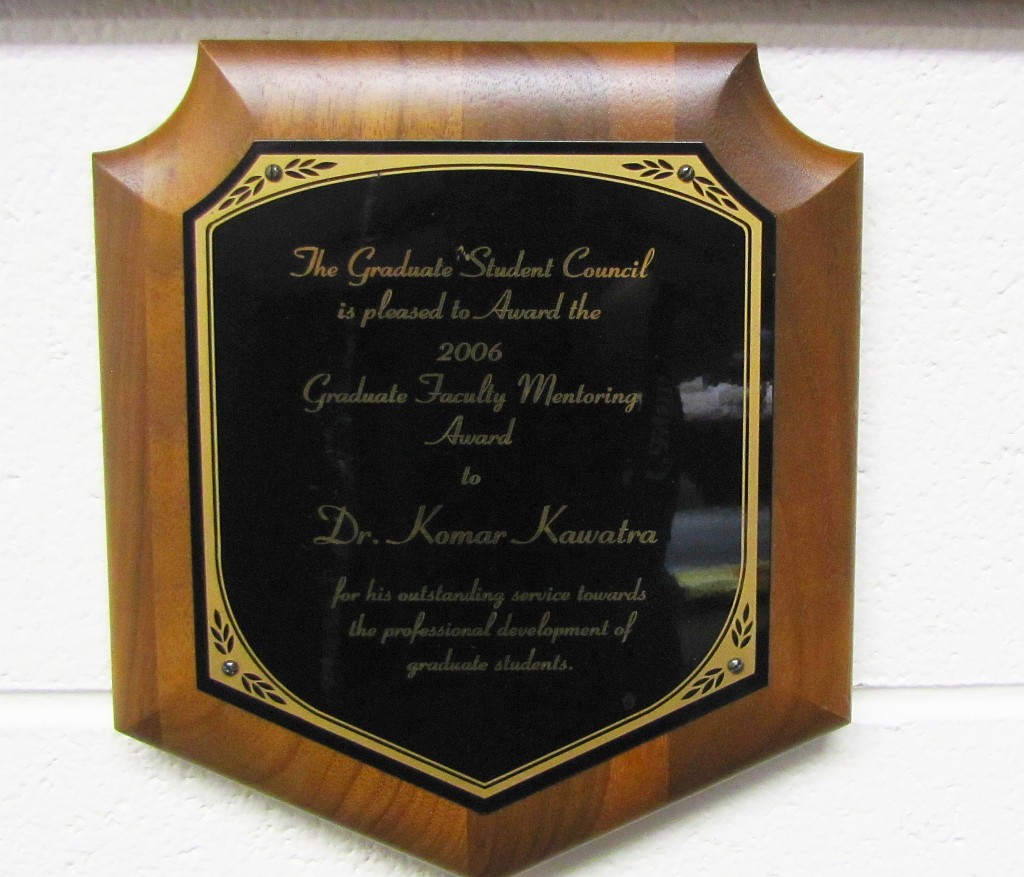 The Graduate Student Council
is pleased to Award the
2006
Graduate Faculty Mentoring
Award
to
Dr. Komar Kawatra
for his outstanding service towards
the professional development of
graduate students.